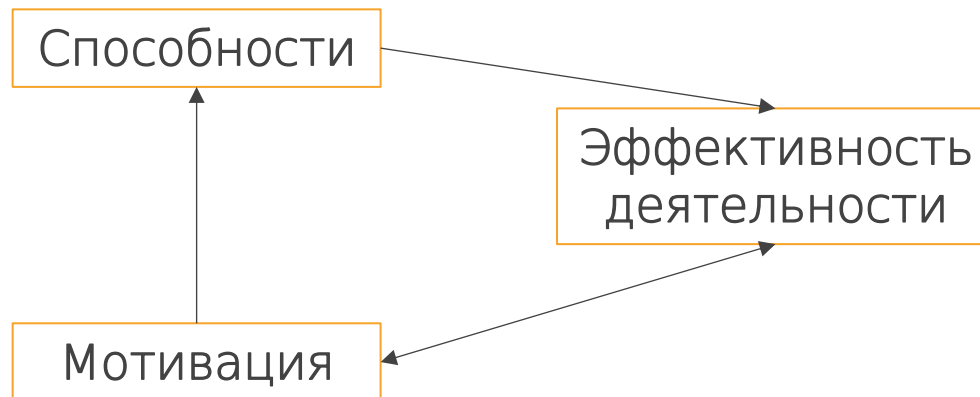 Способности
Эффективность
деятельности
Мотивация